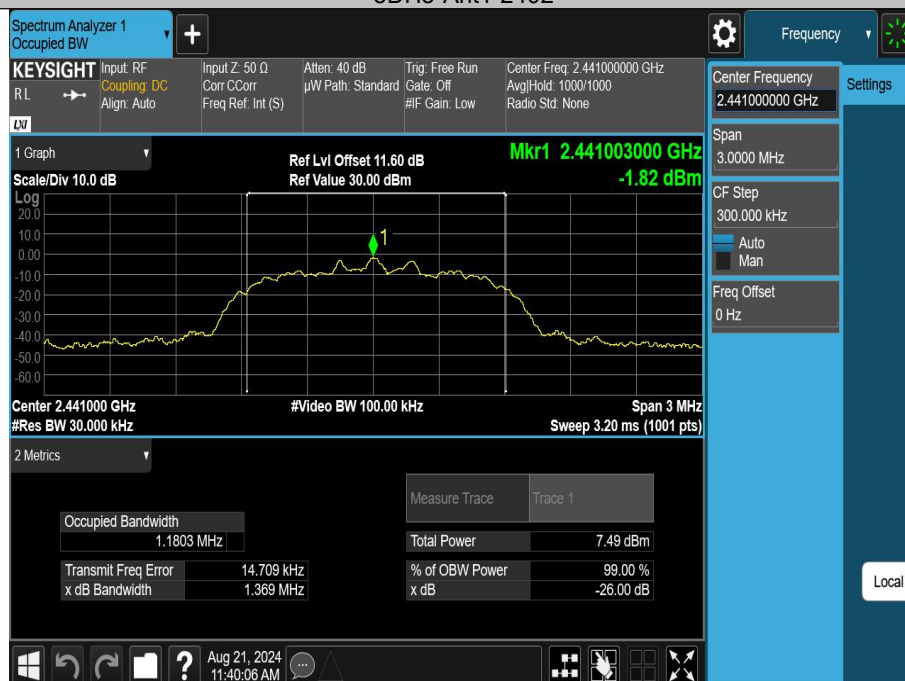 Spectrum Analyzer 1
Occupied BW
Frequency
KEYSIGHT
R L
LXI
Input: RF
Coupling: DC
Align: Auto
Input Z: 50 Ω
Corr CCorr
Freq Ref: Int (S)
Atten: 40 dB
µW Path: Standard
Trig: Free Run
Gate: Off
#IF Gain: Low
Center Freq: 2.441000000 GHz
Avg|Hold: 1000/1000
Radio Std: None
Center Frequency
2.441000000 GHz
Settings
Span
3.0000 MHz
CF Step
300.000 kHz
Auto
Man
Freq Offset
0 Hz
Local
1 Graph
Scale/Div 10.0 dB
Ref Lvl Offset 11.60 dB
Ref Value 30.00 dBm
Mkr1 2.441003000 GHz
-1.82 dBm
Log
20.0
10.0
0.00
-10.0
-20.0
-30.0
-40.0
-50.0
-60.0
1
Center 2.441000 GHz
#Res BW 30.000 kHz
#Video BW 100.00 kHz
Span 3 MHz
Sweep 3.20 ms (1001 pts)
2 Metrics
Measure Trace Trace 1
Occupied Bandwidth
1.1803 MHz
Total Power 7.49 dBm
Transmit Freq Error 14.709 kHz
% of OBW Power 99.00 %
x dB Bandwidth 1.369 MHz
x dB -26.00 dB
?
Aug 21, 2024
11:40:06 AM